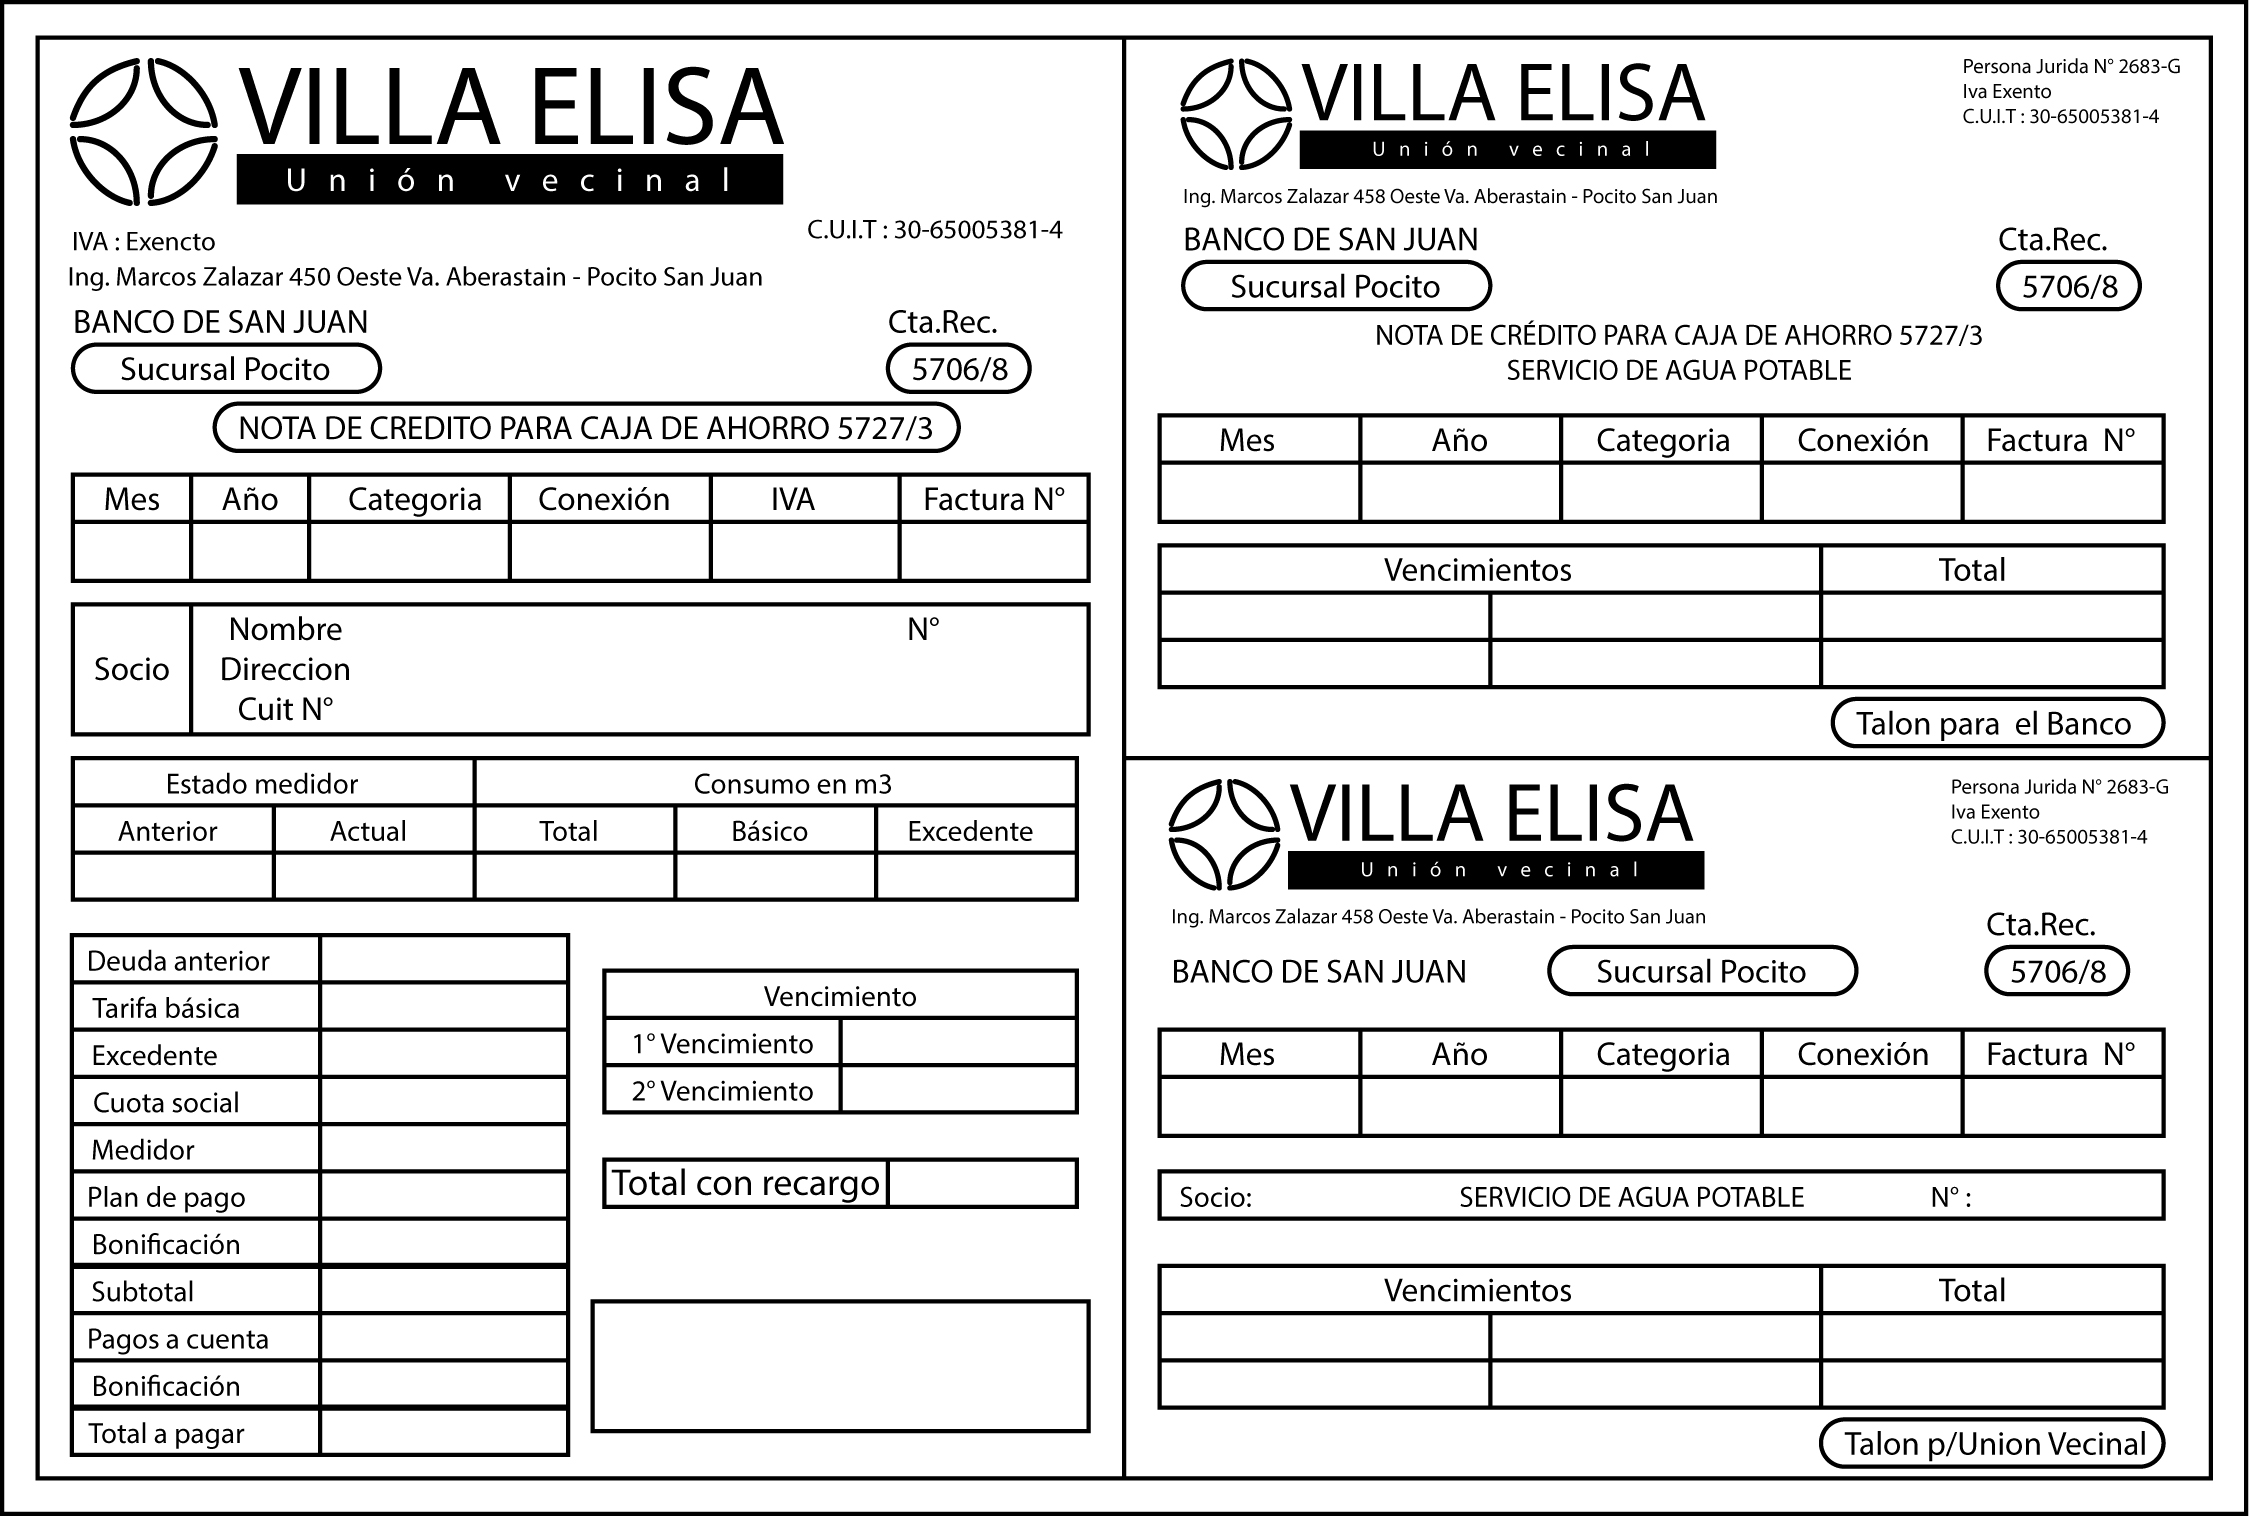 VILLA ELISA
Unión vecinal
C.U.I.T : 30-65005381-4
IVA : Exencto
Ing. Marcos Zalazar 450 Oeste Va. Aberastain - Pocito San Juan
BANCO DE SAN JUAN Cta.Rec.
Sucursal Pocito 5706/8
NOTA DE CREDITO PARA CAJA DE AHORRO 5727/3
Mes Año Categoria Conexión IVA Factura N°
Nombre N°
Socio Direccion
Cuit N°
Estado medidor Consumo en m3
Anterior Actual Total Básico Excedente
Deuda anterior
Tarifa básica
Excedente
Cuota social
Medidor
Plan de pago
Bonificación
Subtotal
Pagos a cuenta
Bonificación
Total a pagar
Vencimiento
1° Vencimiento
2° Vencimiento
Total con recargo
VILLA ELISA
Unión vecinal
Persona Jurida N° 2683-G
Iva Exento
C.U.I.T : 30-65005381-4
Ing. Marcos Zalazar 458 Oeste Va. Aberastain - Pocito San Juan
BANCO DE SAN JUAN Cta.Rec.
Sucursal Pocito 5706/8
NOTA DE CRÉDITO PARA CAJA DE AHORRO 5727/3
SERVICIO DE AGUA POTABLE
Mes Año Categoria Conexión Factura N°
Vencimientos Total
Talon para el Banco
VILLA ELISA
Unión vecinal
Persona Jurida N° 2683-G
Iva Exento
C.U.I.T : 30-65005381-4
Ing. Marcos Zalazar 458 Oeste Va. Aberastain - Pocito San Juan
Cta.Rec.
BANCO DE SAN JUAN Sucursal Pocito 5706/8
Mes Año Categoria Conexión Factura N°
Socio: SERVICIO DE AGUA POTABLE N° :
Vencimientos Total
Talon p/Union Vecinal